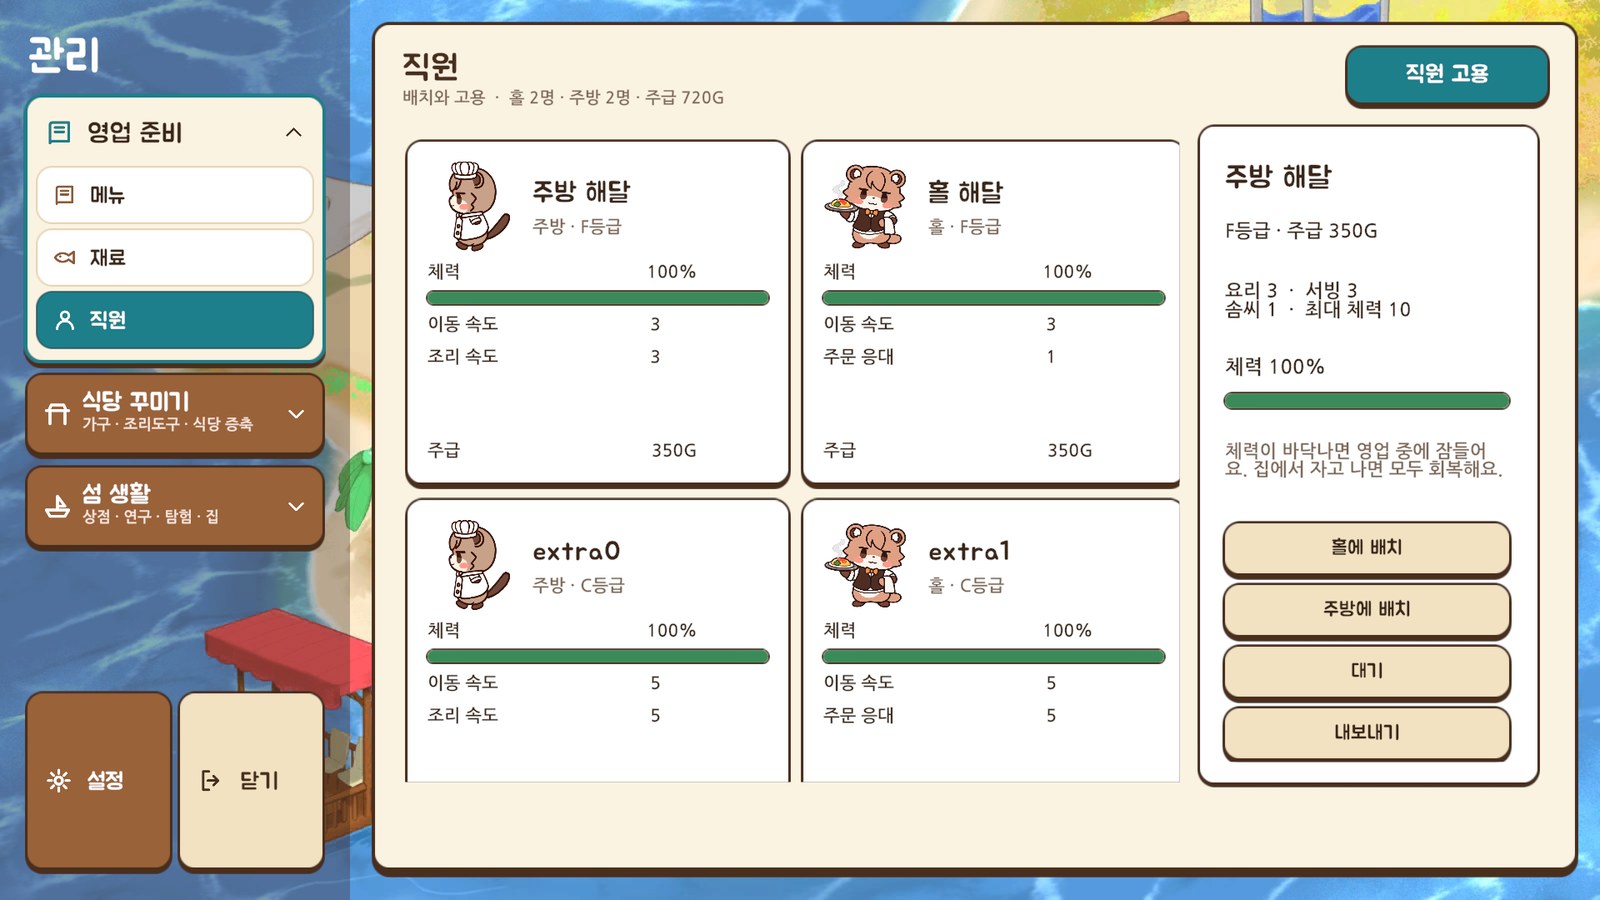 관리
영업 준비
메뉴
재료
직원
식당 꾸미기
가구 · 조리도구 · 식당 증축
섬 생활
상점 · 연구 · 탐험 · 집
설정
닫기
직원
배치와 고용 · 홀 2명 · 주방 2명 · 주급 720G
직원 고용
주방 해달
주방 · F등급
체력 100%
이동 속도 3
조리 속도 3
주급 350G
홀 해달
홀 · F등급
체력 100%
이동 속도 3
주문 응대 1
주급 350G
extra0
주방 · C등급
체력 100%
이동 속도 5
조리 속도 5
extra1
홀 · C등급
체력 100%
이동 속도 5
주문 응대 5
주방 해달
F등급 · 주급 350G
요리 3 · 서빙 3
솜씨 1 · 최대 체력 10
체력 100%
체력이 바닥나면 영업 중에 잠들어
요. 집에서 자고 나면 모두 회복해요.
홀에 배치
주방에 배치
대기
내보내기